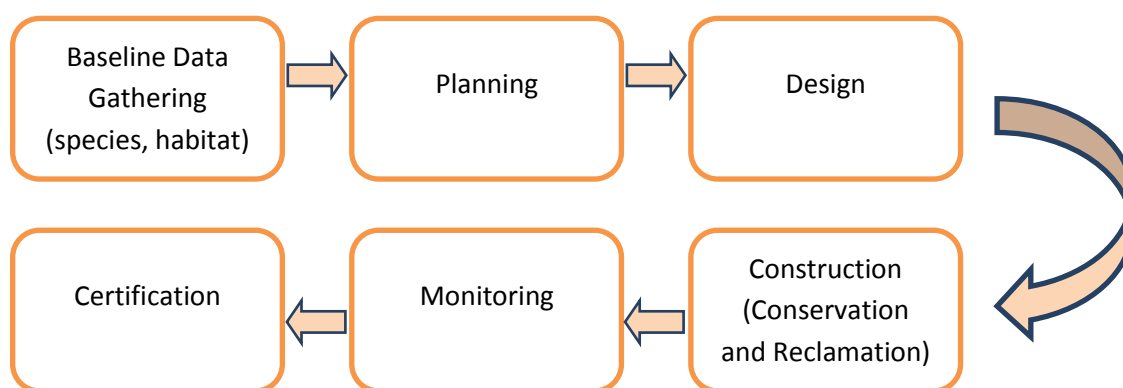 Baseline Data
Gathering
(species, habitat)
Planning
Design
Construction
(Conservation
and Reclamation)
Monitoring
Certification